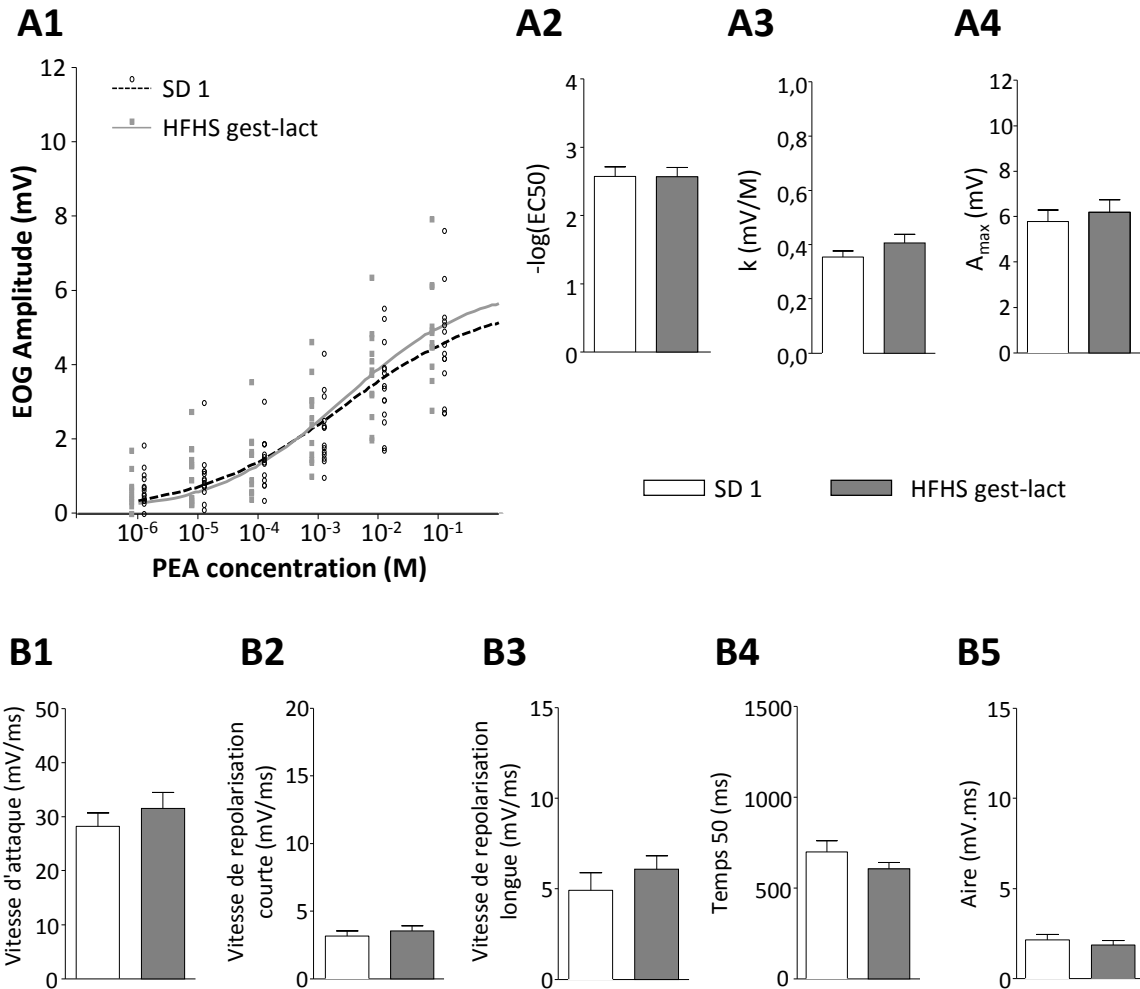 A1
A2
A3
A4
EOG Amplitude (mV)
12
10
8
6
4
2
0
SD 1
HFHS gest-lact
10-6
10-5
10-4
10-3
10-2
10-1
PEA concentration (M)
-log(EC50)
4
3
2
1
0
k (mV/M)
1,0
0,8
0,6
0,4
0,2
0,0
Amax (mV)
12
10
8
6
4
2
0
SD 1
HFHS gest-lact
B1
B2
B3
B4
B5
Vitesse d'attaque (mV/ms)
50
40
30
20
10
0
Vitesse de repolarisation
courte (mV/ms)
20
15
10
5
0
Vitesse de repolarisation
longue (mV/ms)
15
10
5
0
Temps 50 (ms)
1500
1000
500
0
Aire (mV.ms)
15
10
5
0